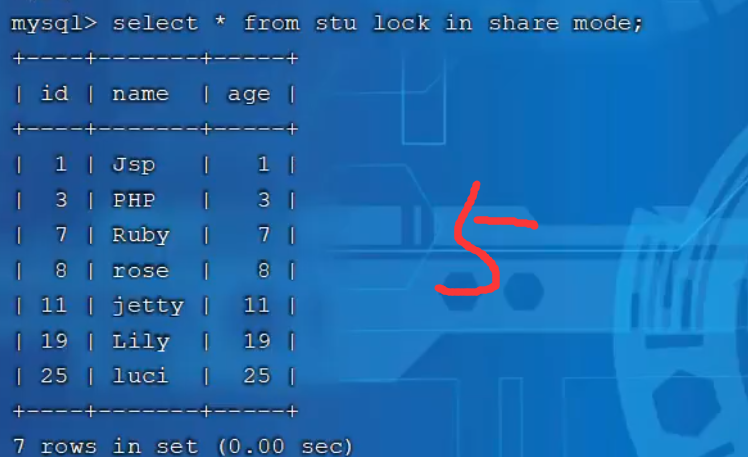 mysql> select * from stu lock in share mode;
+----+-------+-----+
| id | name  | age |
+----+-------+-----+
|  1 | Jsp   |   1 |
|  3 | PHP   |   3 |
|  7 | Ruby  |   7 |
|  8 | rose  |   8 |
| 11 | jetty |  11 |
| 19 | Lily  |  19 |
| 25 | luci  |  25 |
+----+-------+-----+
7 rows in set (0.00 sec)
5